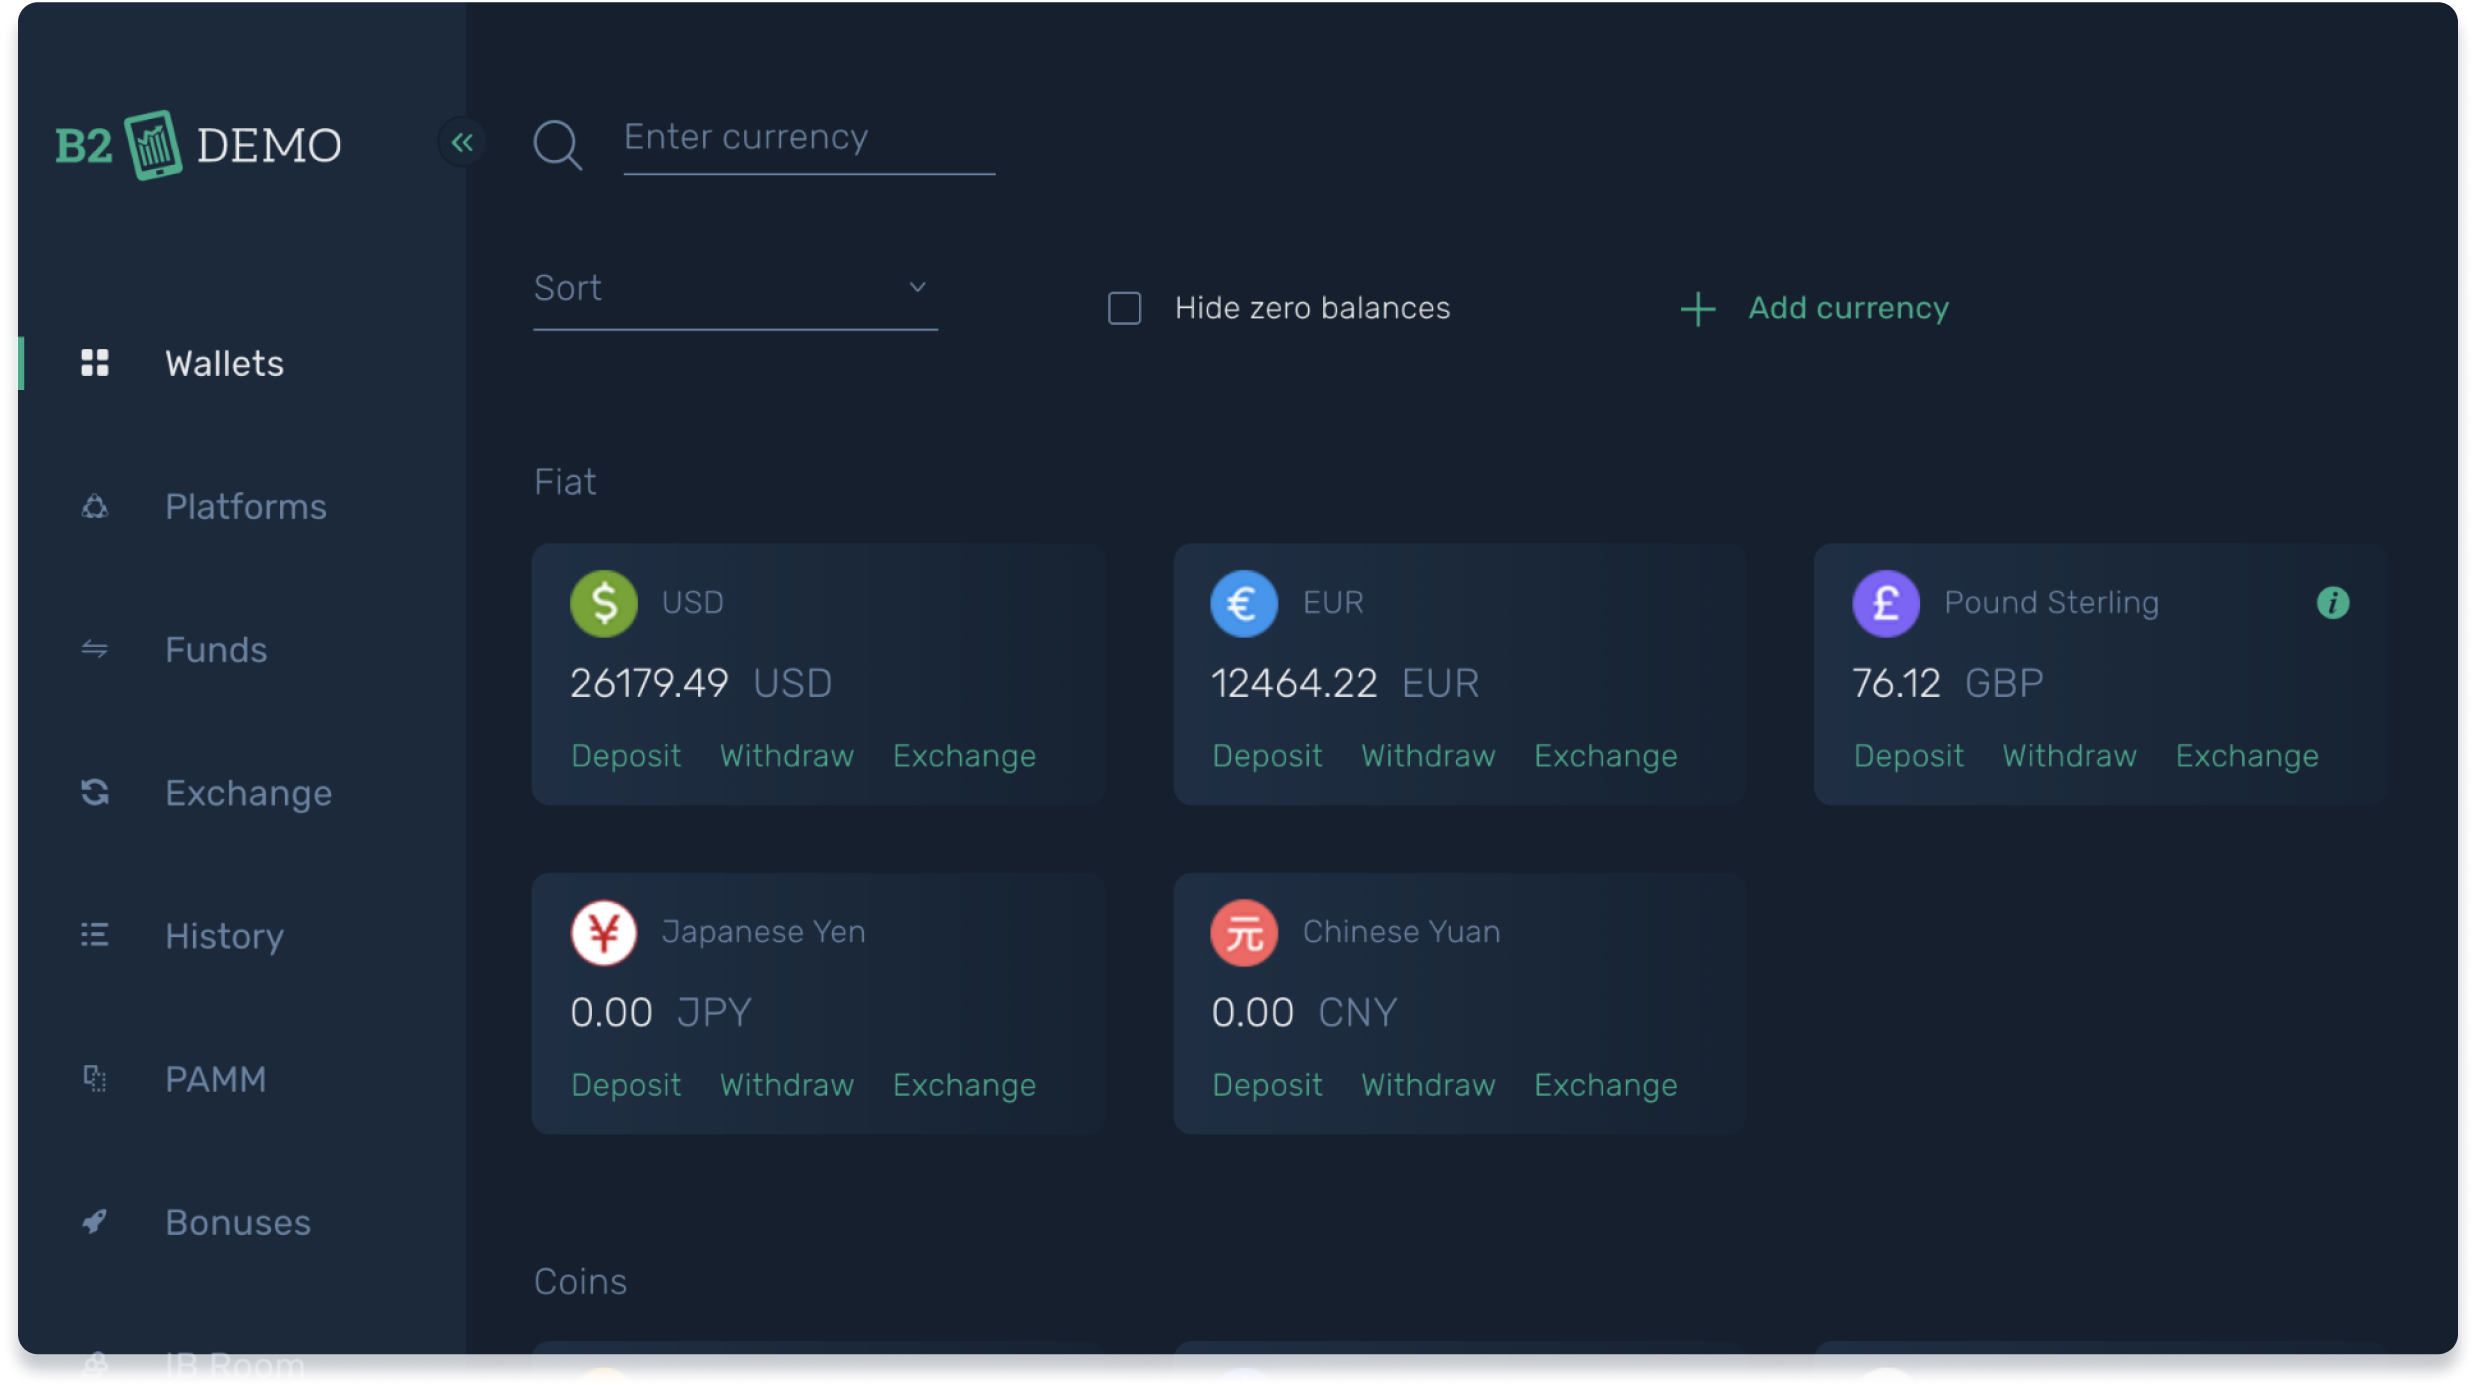 B2 DEMO
Enter currency
Sort
Hide zero balances
Add currency
Wallets
Platforms
Funds
Exchange
History
PAMM
Bonuses
IB Room
Fiat
$ USD
26179.49 USD
Deposit Withdraw Exchange
€ EUR
12464.22 EUR
Deposit Withdraw Exchange
£ Pound Sterling i
76.12 GBP
Deposit Withdraw Exchange
¥ Japanese Yen
0.00 JPY
Deposit Withdraw Exchange
元 Chinese Yuan
0.00 CNY
Deposit Withdraw Exchange
Coins